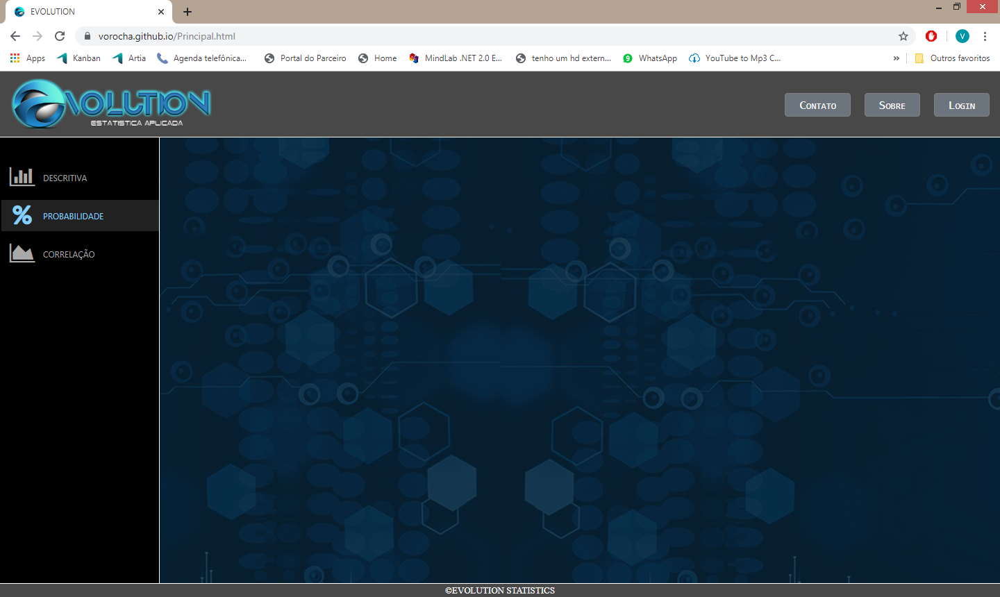 EVOLUTION
vorocha.github.io/Principal.html
V
Apps
Kanban
Artia
Agenda telefônica...
Portal do Parceiro
Home
MindLab .NET 2.0 E...
tenho um hd extern...
9
WhatsApp
YouTube to Mp3 C...
»
Outros favoritos
EVOLUTION
ESTATISTICA APLICADA
Contato
Sobre
Login
DESCRITIVA
% PROBABILIDADE
CORRELAÇÃO
©EVOLUTION STATISTICS